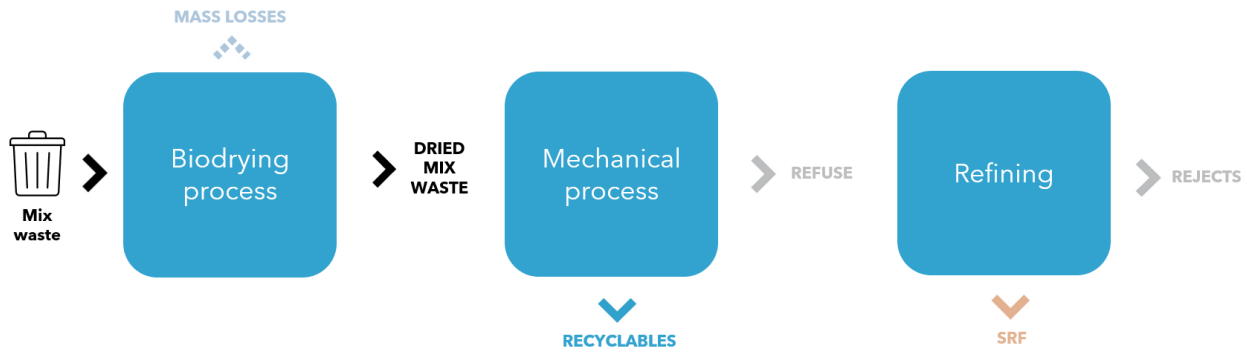 MASS LOSSES
Mix
waste
Biodrying
process
DRIED
MIX
WASTE
Mechanical
process
RECYCLABLES
REFUSE
Refining
SRF
REJECTS